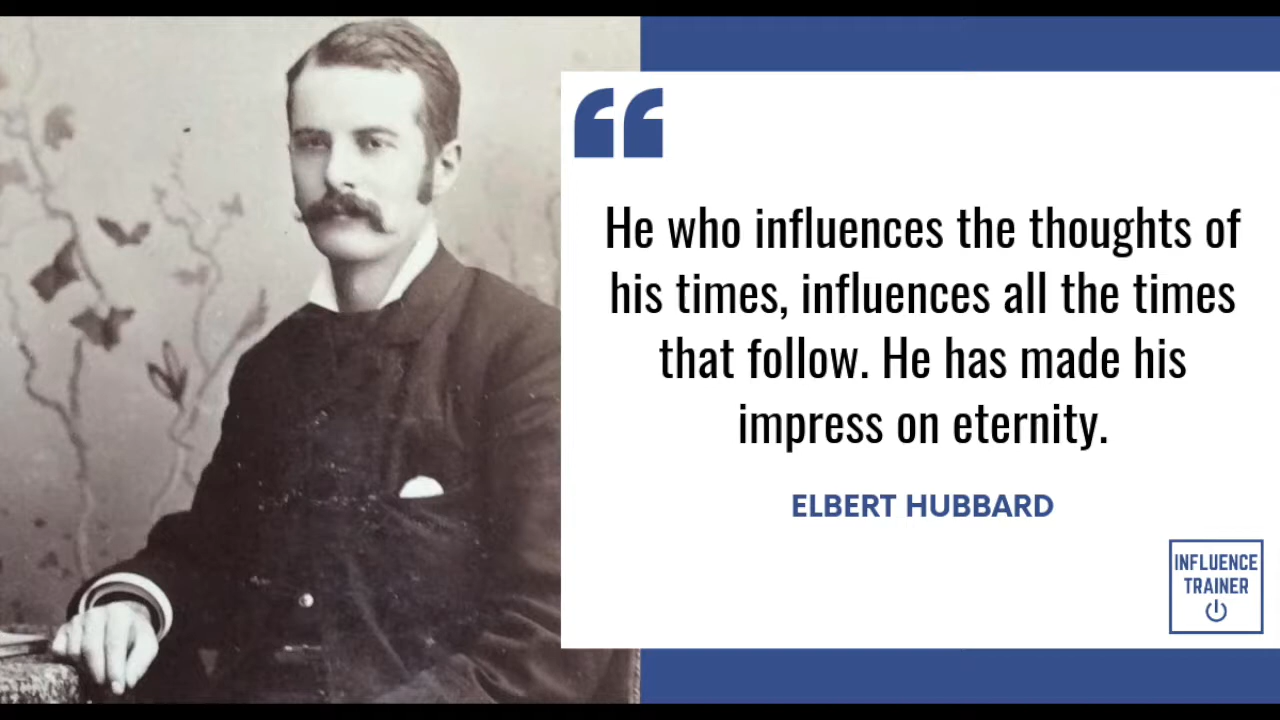 He who influences the thoughts of
his times, influences all the times
that follow. He has made his
impress on eternity.
ELBERT HUBBARD
INFLUENCE
TRAINER